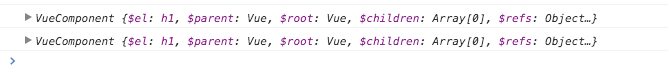 VueComponent {$el: h1, $parent: Vue, $root: Vue, $children: Array[0], $refs: Object…}
VueComponent {$el: h1, $parent: Vue, $root: Vue, $children: Array[0], $refs: Object…}